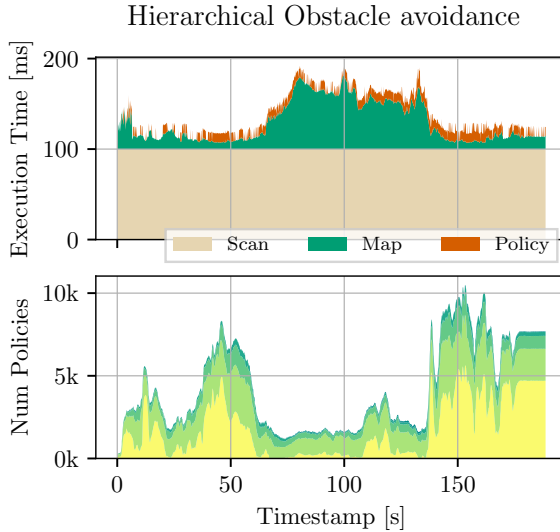 Hierarchical Obstacle avoidance
Execution Time [ms]
200
100
0
Scan
Map
Policy
Num Policies
10k
5k
0k
0
50
100
150
Timestamp [s]